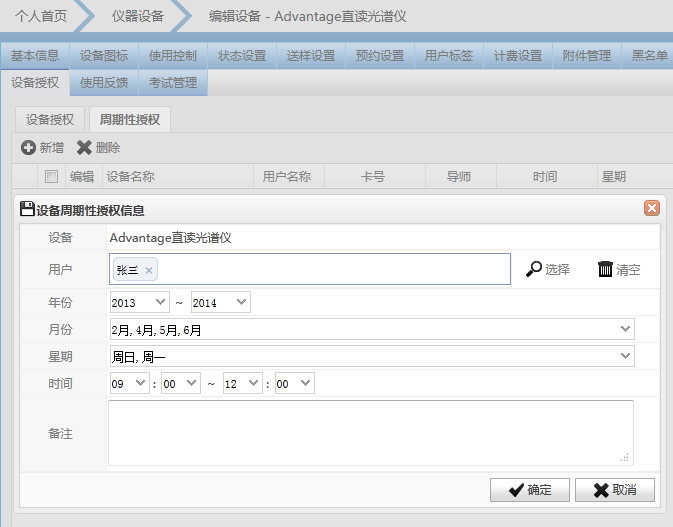 个人首页 仪器设备 编辑设备 - Advantage直读光谱仪
基本信息 设备图标 使用控制 状态设置 送样设置 预约设置 用户标签 计费设置 附件管理 黑名单
设备授权 使用反馈 考试管理
设备授权 周期性授权
新增 删除
编辑 设备名称 用户名称 卡号 导师 时间 星期
设备周期性授权信息
设备 Advantage直读光谱仪
用户 张三 × 选择 清空
年份 2013 ~ 2014
月份 2月, 4月, 5月, 6月
星期 周日, 周一
时间 09 : 00 ~ 12 : 00
备注
确定 取消